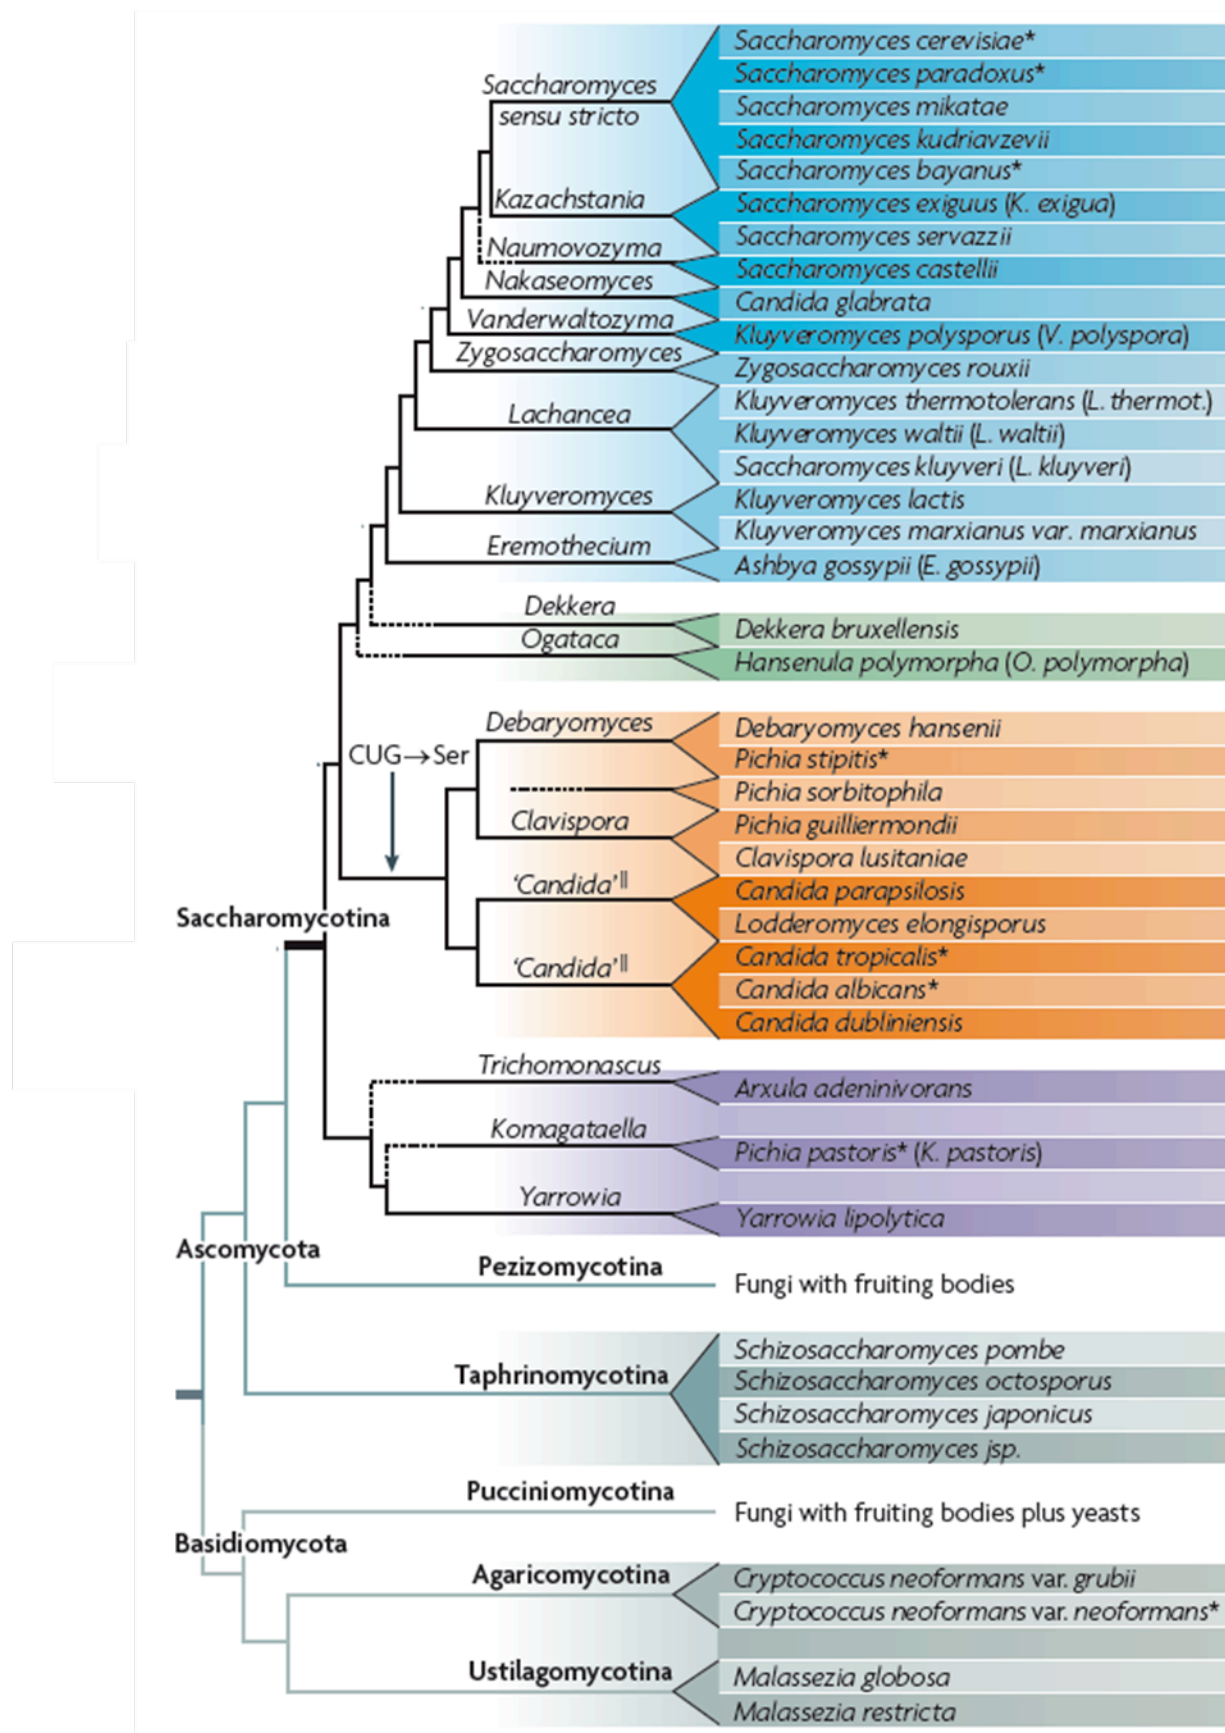 Saccharomyces cerevisiae*
Saccharomyces paradoxus*
Saccharomyces
sensu stricto
Saccharomyces mikatae
Saccharomyces kudriavzevii
Saccharomyces bayanus*
Kazachstania
Saccharomyces exiguus (K. exigua)
Saccharomyces servazzii
Naumovozyma
Saccharomyces castellii
Nakaseomyces
Candida glabrata
Vanderwaltozyma
Kluyveromyces polysporus (V. polyspora)
Zygosaccharomyces
Zygosaccharomyces rouxii
Kluyveromyces thermotolerans (L. thermot.)
Lachancea
Kluyveromyces waltii (L. waltii)
Saccharomyces kluyveri (L. kluyveri)
Kluyveromyces
Kluyveromyces lactis
Kluyveromyces marxianus var. marxianus
Eremothecium
Ashbya gossypii (E. gossypii)
Dekkera
Dekkera bruxellensis
Ogataca
Hansenula polymorpha (O. polymorpha)
Debaryomyces
Debaryomyces hansenii
CUG→Ser
Pichia stipitis*
Pichia sorbitophila
Clavispora
Pichia guilliermondii
Clavispora lusitaniae
‘Candida’||
Candida parapsilosis
Saccharomycotina
Lodderomyces elongisporus
‘Candida’||
Candida tropicalis*
Candida albicans*
Candida dubliniensis
Trichomonascus
Arxula adeninivorans
Komagataella
Pichia pastoris* (K. pastoris)
Yarrowia
Yarrowia lipolytica
Ascomycota
Pezizomycotina
Fungi with fruiting bodies
Schizosaccharomyces pombe
Taphrinomycotina
Schizosaccharomyces octosporus
Schizosaccharomyces japonicus
Schizosaccharomyces jsp.
Pucciniomycotina
Fungi with fruiting bodies plus yeasts
Basidiomycota
Agaricomycotina
Cryptococcus neoformans var. grubii
Cryptococcus neoformans var. neoformans*
Ustilagomycotina
Malassezia globosa
Malassezia restricta